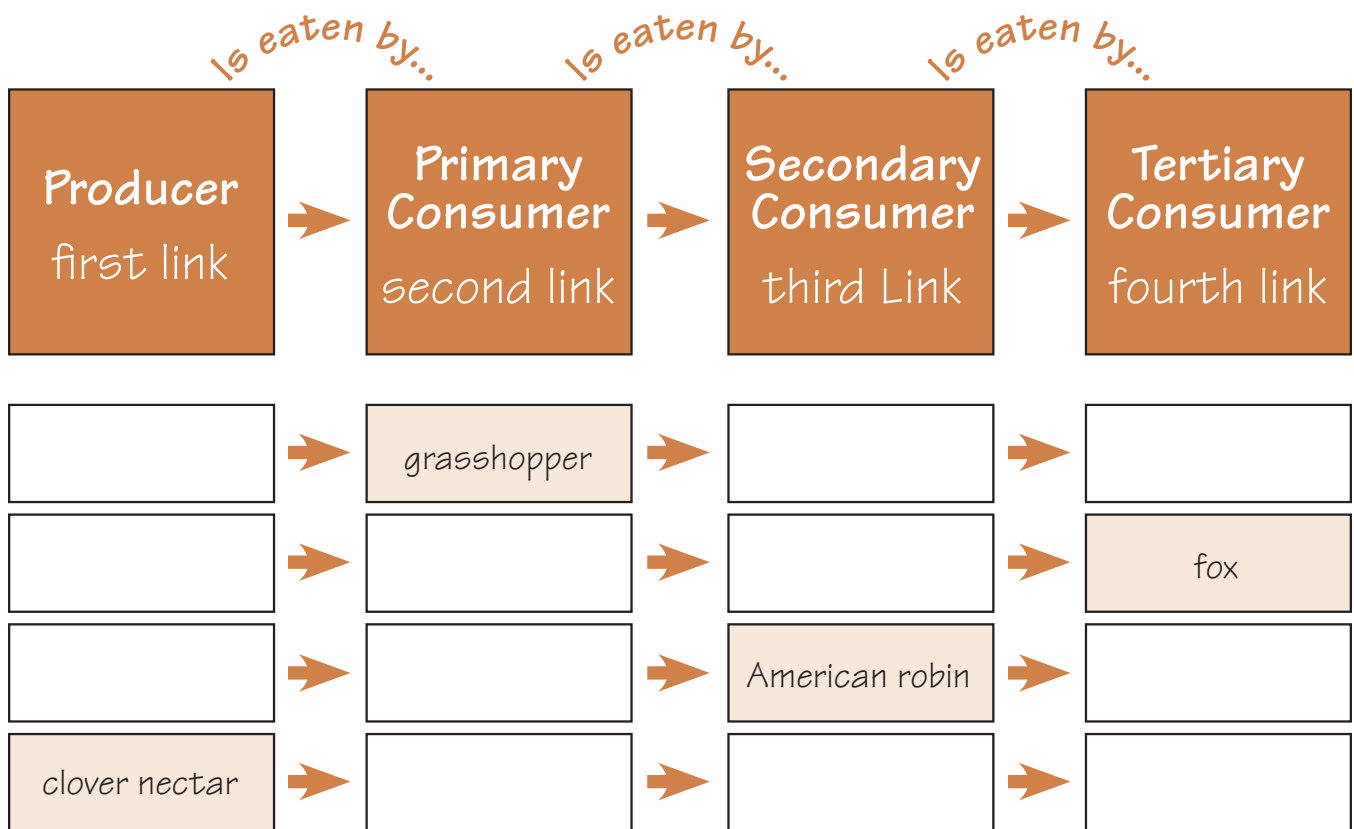 Is eaten by...
Is eaten by...
Is eaten by...
Producer
first link
Primary
Consumer
second link
Secondary
Consumer
third Link
Tertiary
Consumer
fourth link
grasshopper
fox
American robin
clover nectar